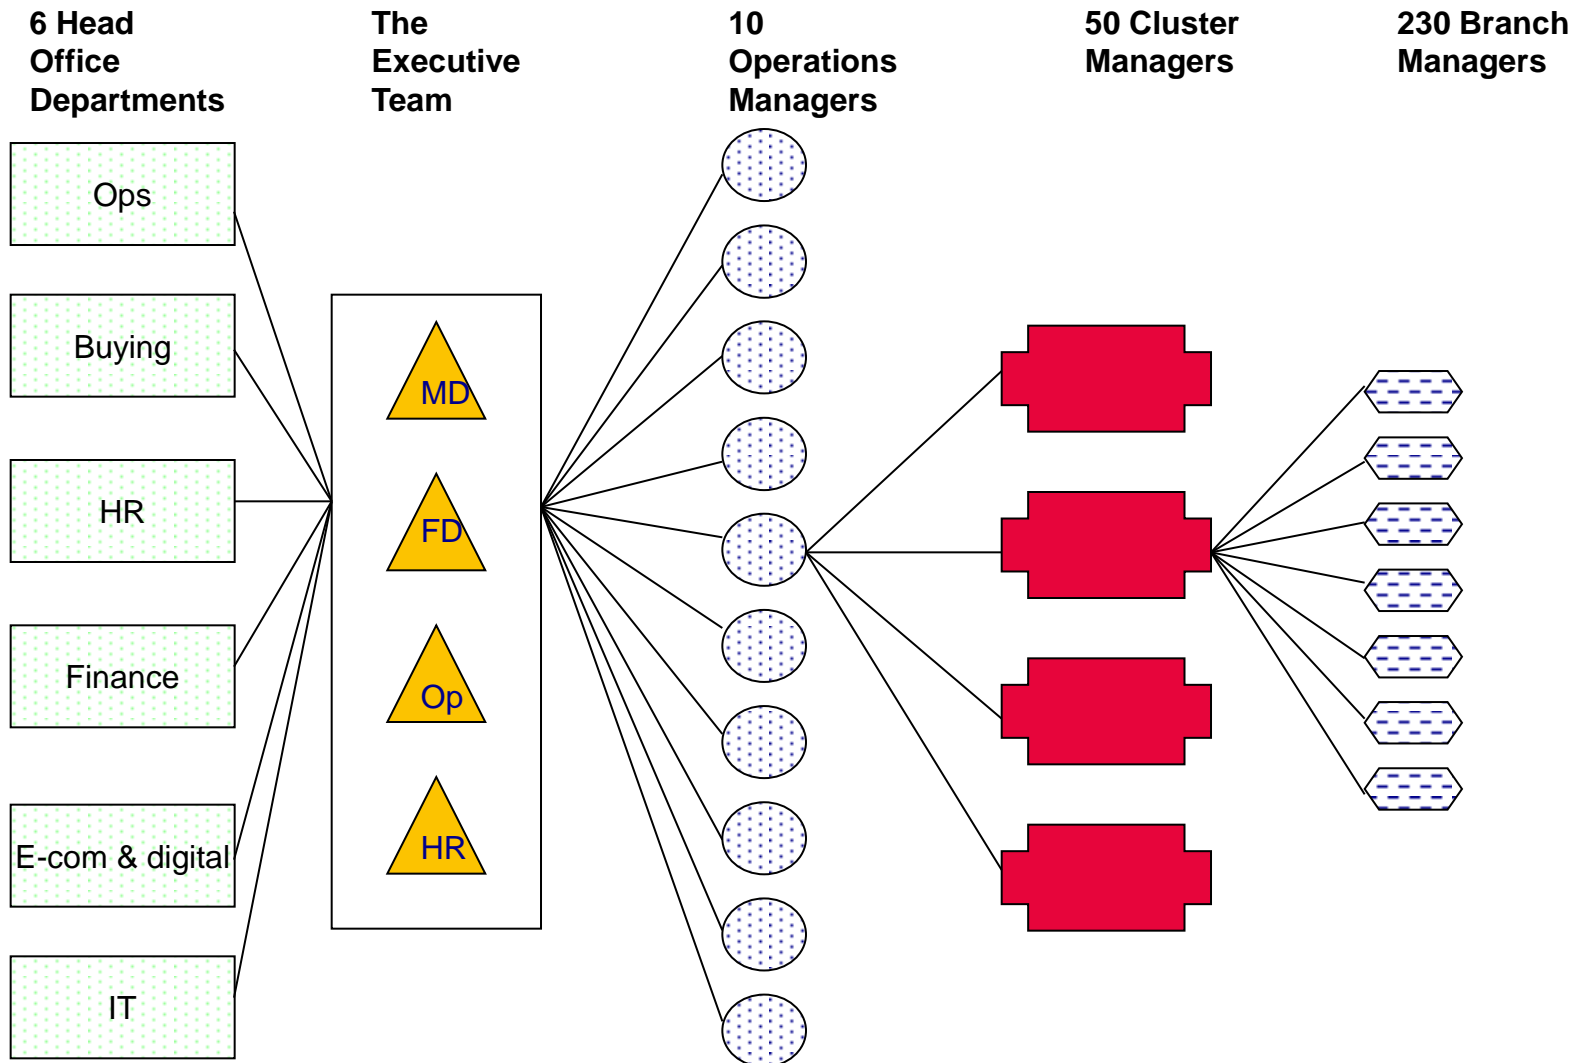 6 Head
Office
Departments
The
Executive
Team
10
Operations
Managers
50 Cluster
Managers
230 Branch
Managers
Ops
Buying
HR
Finance
E-com & digital
IT
MD
FD
Op
HR